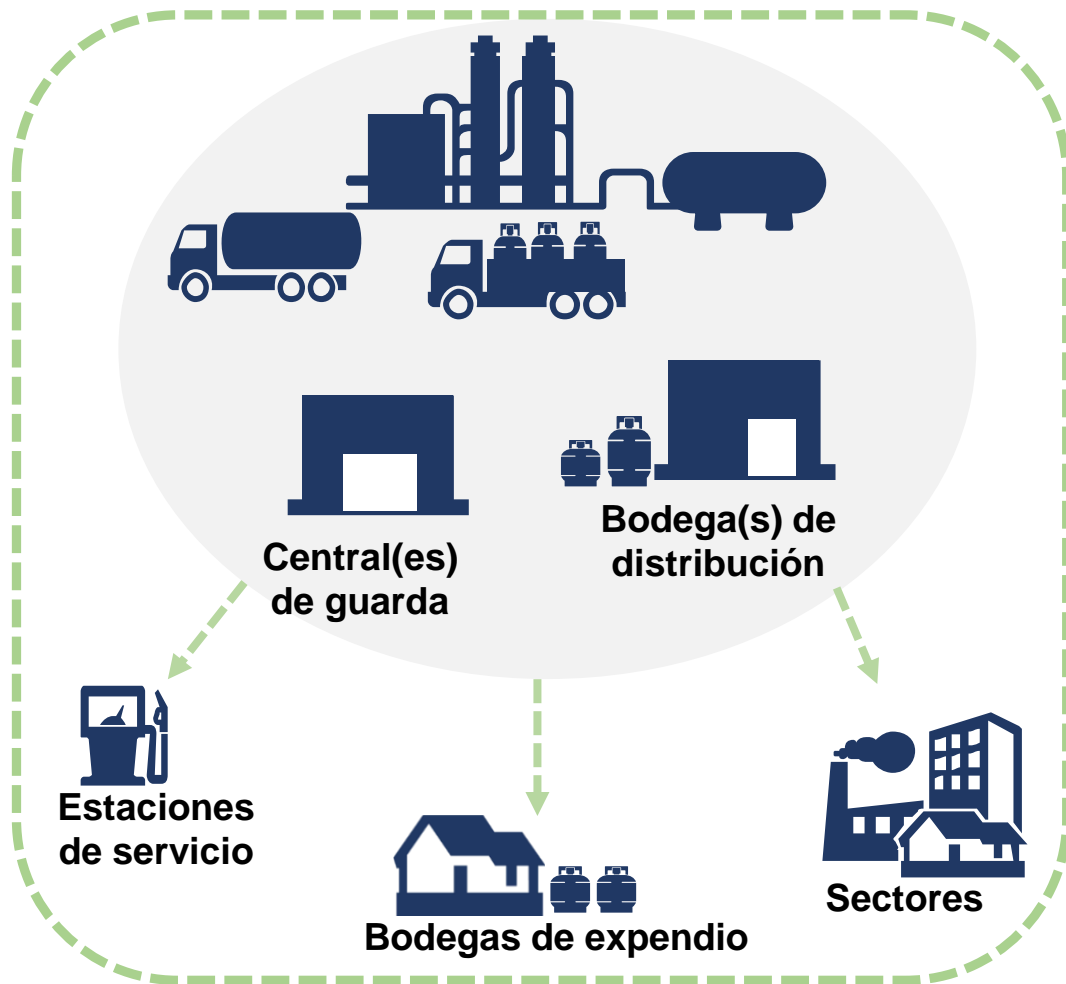 Central(es)
de guarda
Bodega(s) de
distribución
Estaciones
de servicio
Bodegas de expendio
Sectores